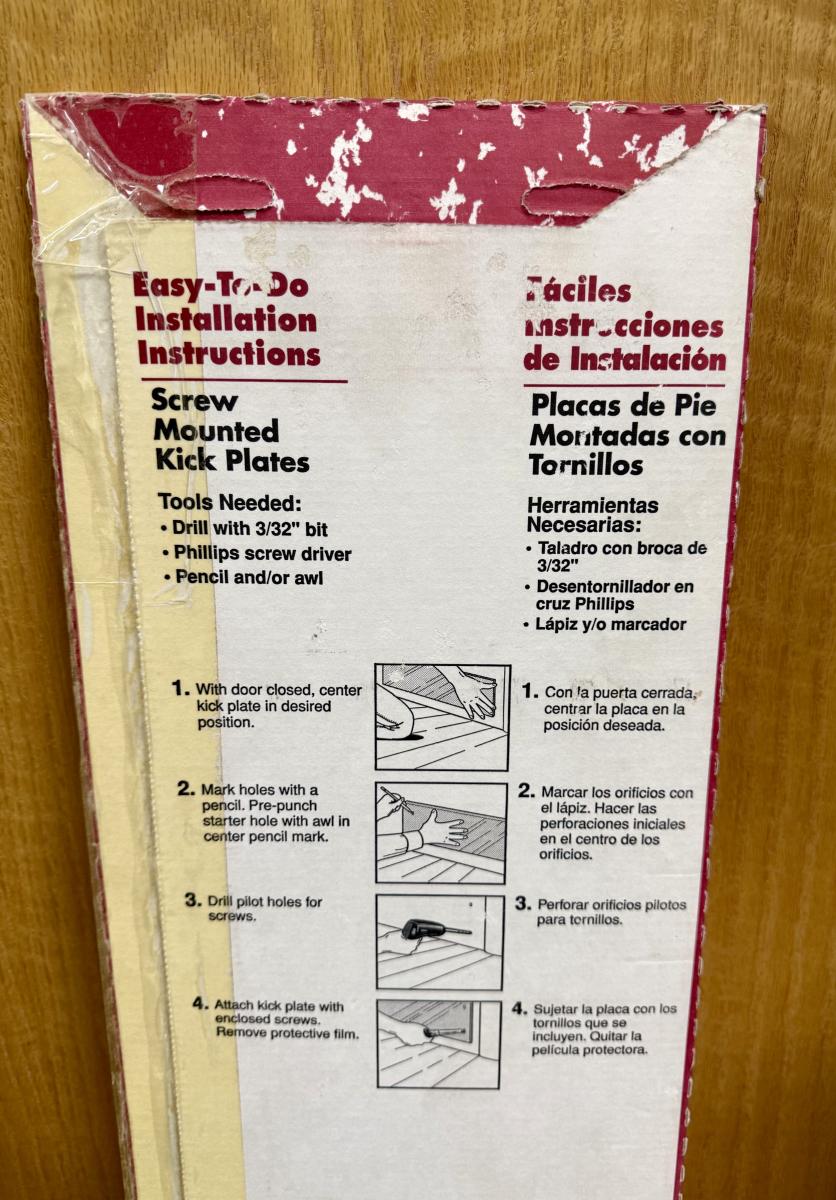 Easy-To-Do
Installation
Instructions
Screw
Mounted
Kick Plates
Tools Needed:
• Drill with 3/32" bit
• Phillips screw driver
• Pencil and/or awl
1. With door closed, center
kick plate in desired
position.
2. Mark holes with a
pencil. Pre-punch
starter hole with awl in
center pencil mark.
3. Drill pilot holes for
screws.
4. Attach kick plate with
enclosed screws.
Remove protective film.
Fáciles
Instrucciones
de Instalación
Placas de Pie
Montadas con
Tornillos
Herramientas
Necesarias:
• Taladro con broca de
3/32"
• Desentornillador en
cruz Phillips
• Lápiz y/o marcador
1. Con la puerta cerrada,
centrar la placa en la
posición deseada.
2. Marcar los orificios con
el lápiz. Hacer las
perforaciones iniciales
en el centro de los
orificios.
3. Perforar orificios pilotos
para tornillos.
4. Sujetar la placa con los
tornillos que se
incluyen. Quitar la
película protectora.